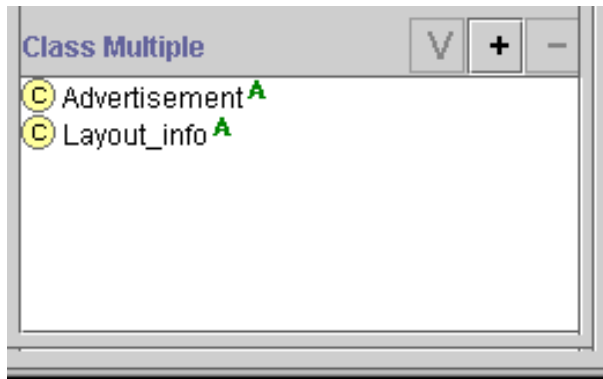 Class Multiple V + −
C Advertisement A
C Layout_info A